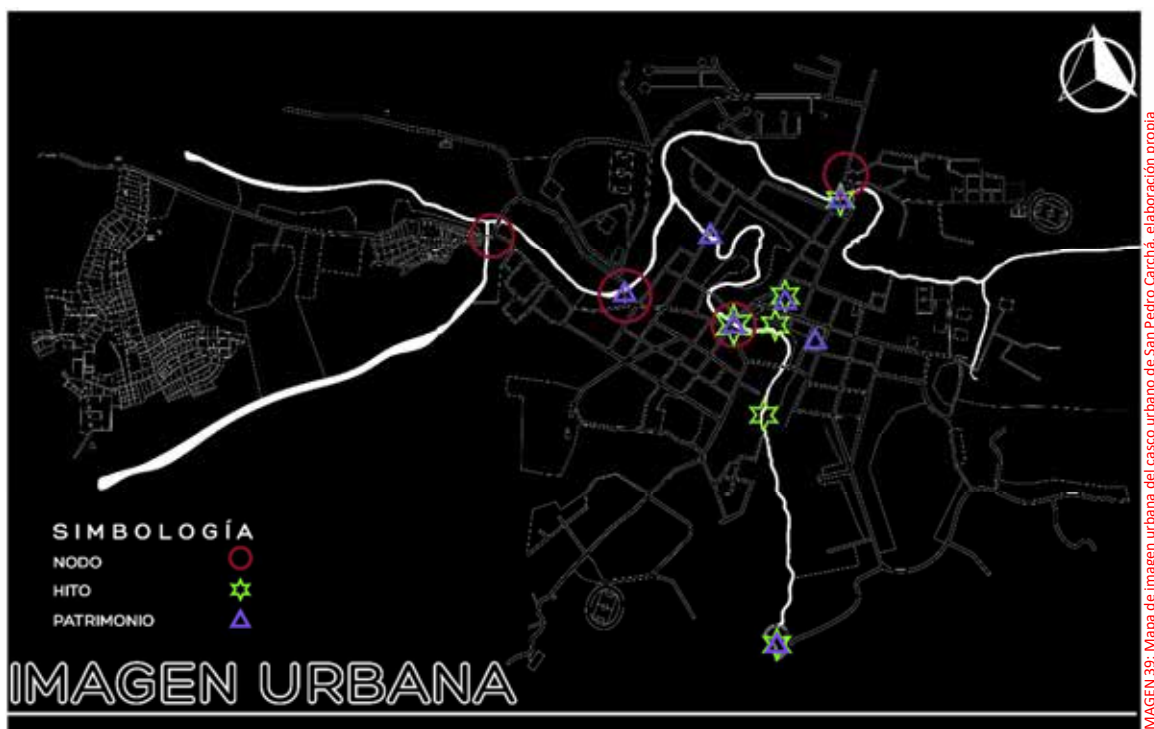 SIMBOLOGÍA
NODO
HITO
PATRIMONIO
IMAGEN URBANA
IMAGEN 39: Mapa de imagen urbana del casco urbano de San Pedro Carchá, elaboración propia